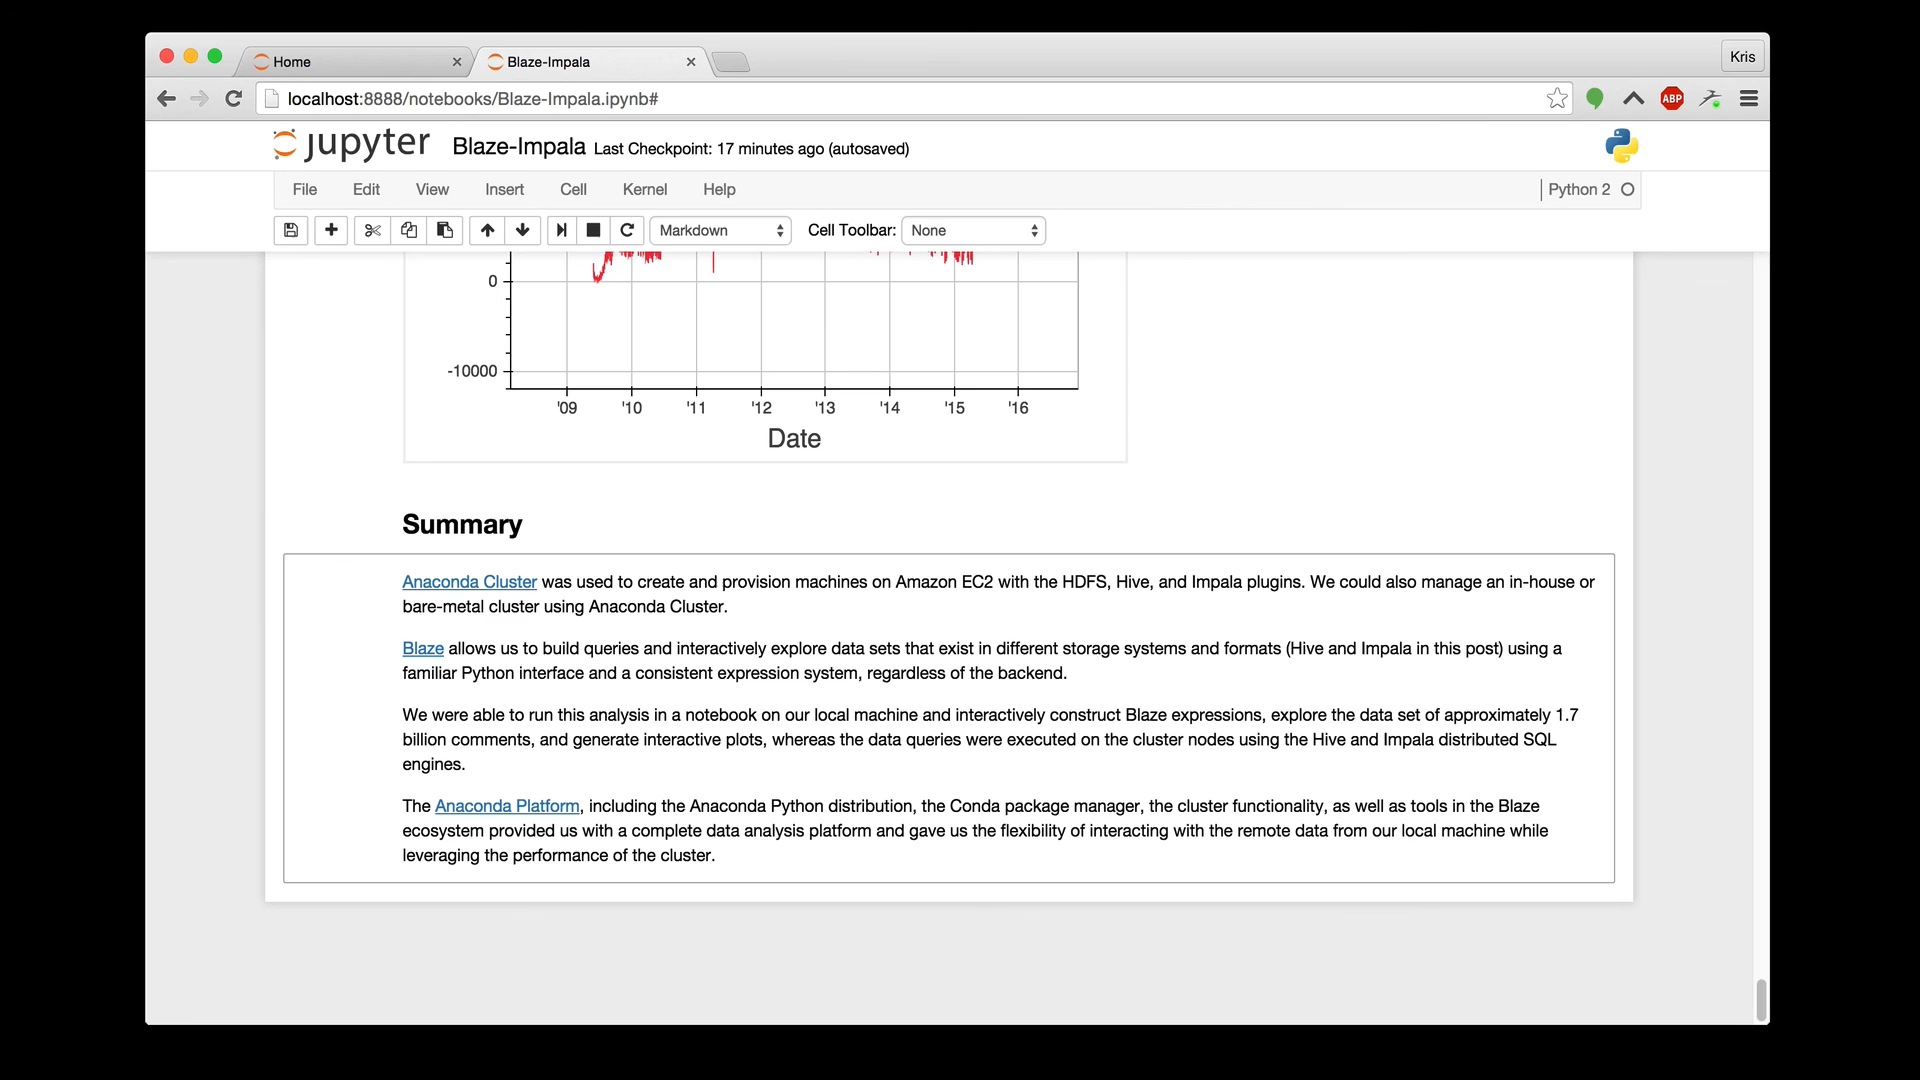 Home
Blaze-Impala
Kris
localhost:8888/notebooks/Blaze-Impala.ipynb#
ABP
jupyter Blaze-Impala Last Checkpoint: 17 minutes ago (autosaved)
File Edit View Insert Cell Kernel Help
Python 2
Markdown
Cell Toolbar: None
0
-10000
'09 '10 '11 '12 '13 '14 '15 '16
Date
Summary
Anaconda Cluster was used to create and provision machines on Amazon EC2 with the HDFS, Hive, and Impala plugins. We could also manage an in-house or
bare-metal cluster using Anaconda Cluster.
Blaze allows us to build queries and interactively explore data sets that exist in different storage systems and formats (Hive and Impala in this post) using a
familiar Python interface and a consistent expression system, regardless of the backend.
We were able to run this analysis in a notebook on our local machine and interactively construct Blaze expressions, explore the data set of approximately 1.7
billion comments, and generate interactive plots, whereas the data queries were executed on the cluster nodes using the Hive and Impala distributed SQL
engines.
The Anaconda Platform, including the Anaconda Python distribution, the Conda package manager, the cluster functionality, as well as tools in the Blaze
ecosystem provided us with a complete data analysis platform and gave us the flexibility of interacting with the remote data from our local machine while
leveraging the performance of the cluster.